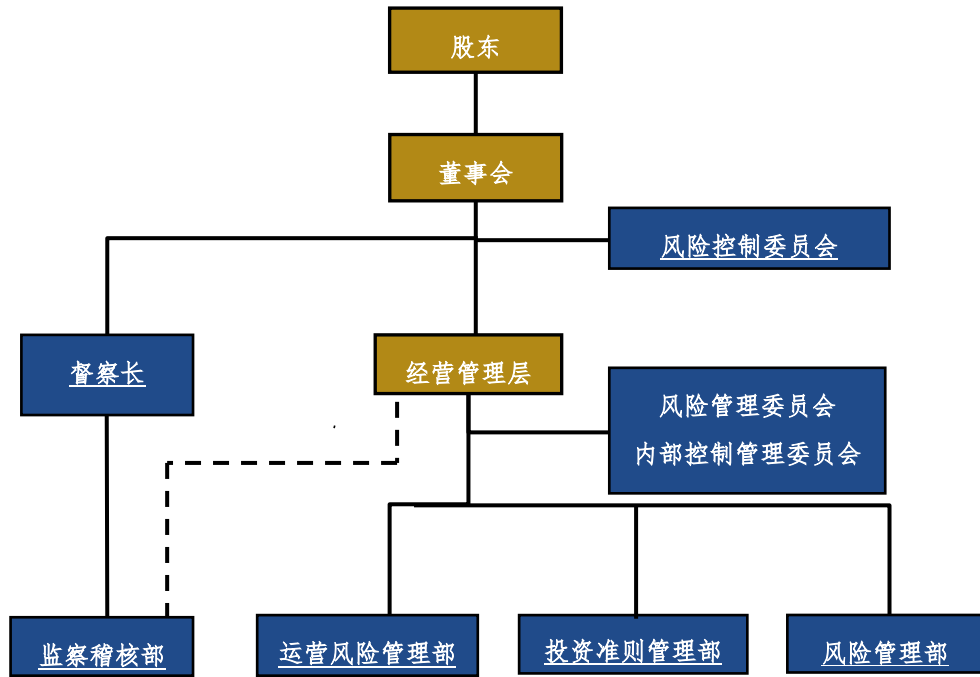 股东
董事会
风险控制委员会
督察长
经营管理层
风险管理委员会
内部控制管理委员会
监察稽核部
运营风险管理部
投资准则管理部
风险管理部